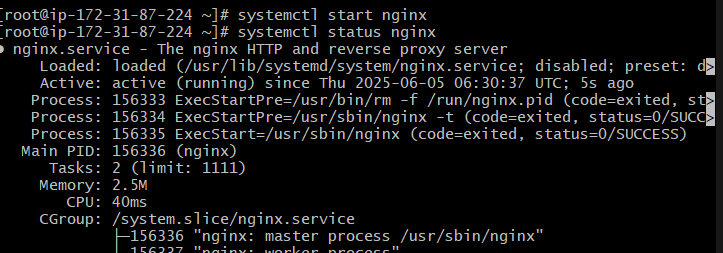 [root@ip-172-31-87-224 ~]# systemctl start nginx
[root@ip-172-31-87-224 ~]# systemctl status nginx
● nginx.service - The nginx HTTP and reverse proxy server
Loaded: loaded (/usr/lib/systemd/system/nginx.service; disabled; preset: d>
Active: active (running) since Thu 2025-06-05 06:30:37 UTC; 5s ago
Process: 156333 ExecStartPre=/usr/bin/rm -f /run/nginx.pid (code=exited, st>
Process: 156334 ExecStartPre=/usr/sbin/nginx -t (code=exited, status=0/SUCC>
Process: 156335 ExecStart=/usr/sbin/nginx (code=exited, status=0/SUCCESS)
Main PID: 156336 (nginx)
Tasks: 2 (limit: 1111)
Memory: 2.5M
CPU: 40ms
CGroup: /system.slice/nginx.service
├─156336 "nginx: master process /usr/sbin/nginx"
156337 "nginx: worker process"